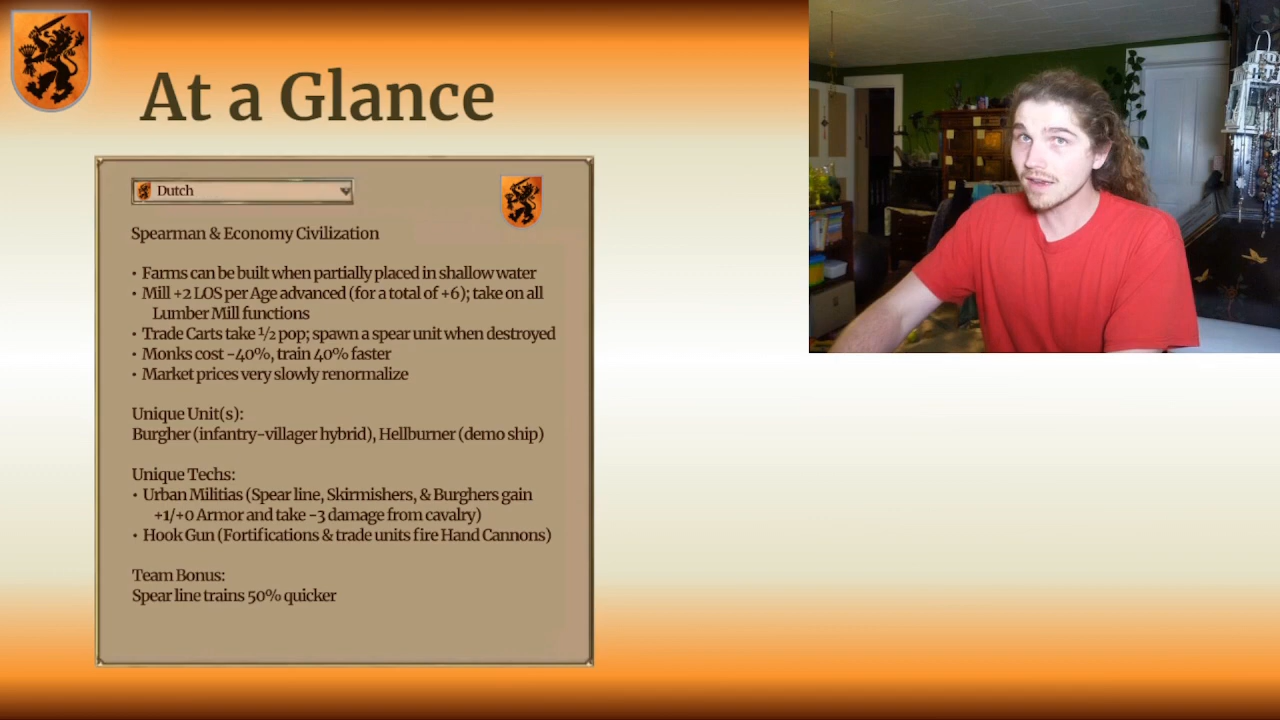 At a Glance
Dutch
Spearman & Economy Civilization
• Farms can be built when partially placed in shallow water
• Mill +2 LOS per Age advanced (for a total of +6); take on all
Lumber Mill functions
• Trade Carts take ½ pop; spawn a spear unit when destroyed
• Monks cost -40%, train 40% faster
• Market prices very slowly renormalize
Unique Unit(s):
Burgher (infantry-villager hybrid), Hellburner (demo ship)
Unique Techs:
• Urban Militias (Spear line, Skirmishers, & Burghers gain
+1/+0 Armor and take -3 damage from cavalry)
• Hook Gun (Fortifications & trade units fire Hand Cannons)
Team Bonus:
Spear line trains 50% quicker